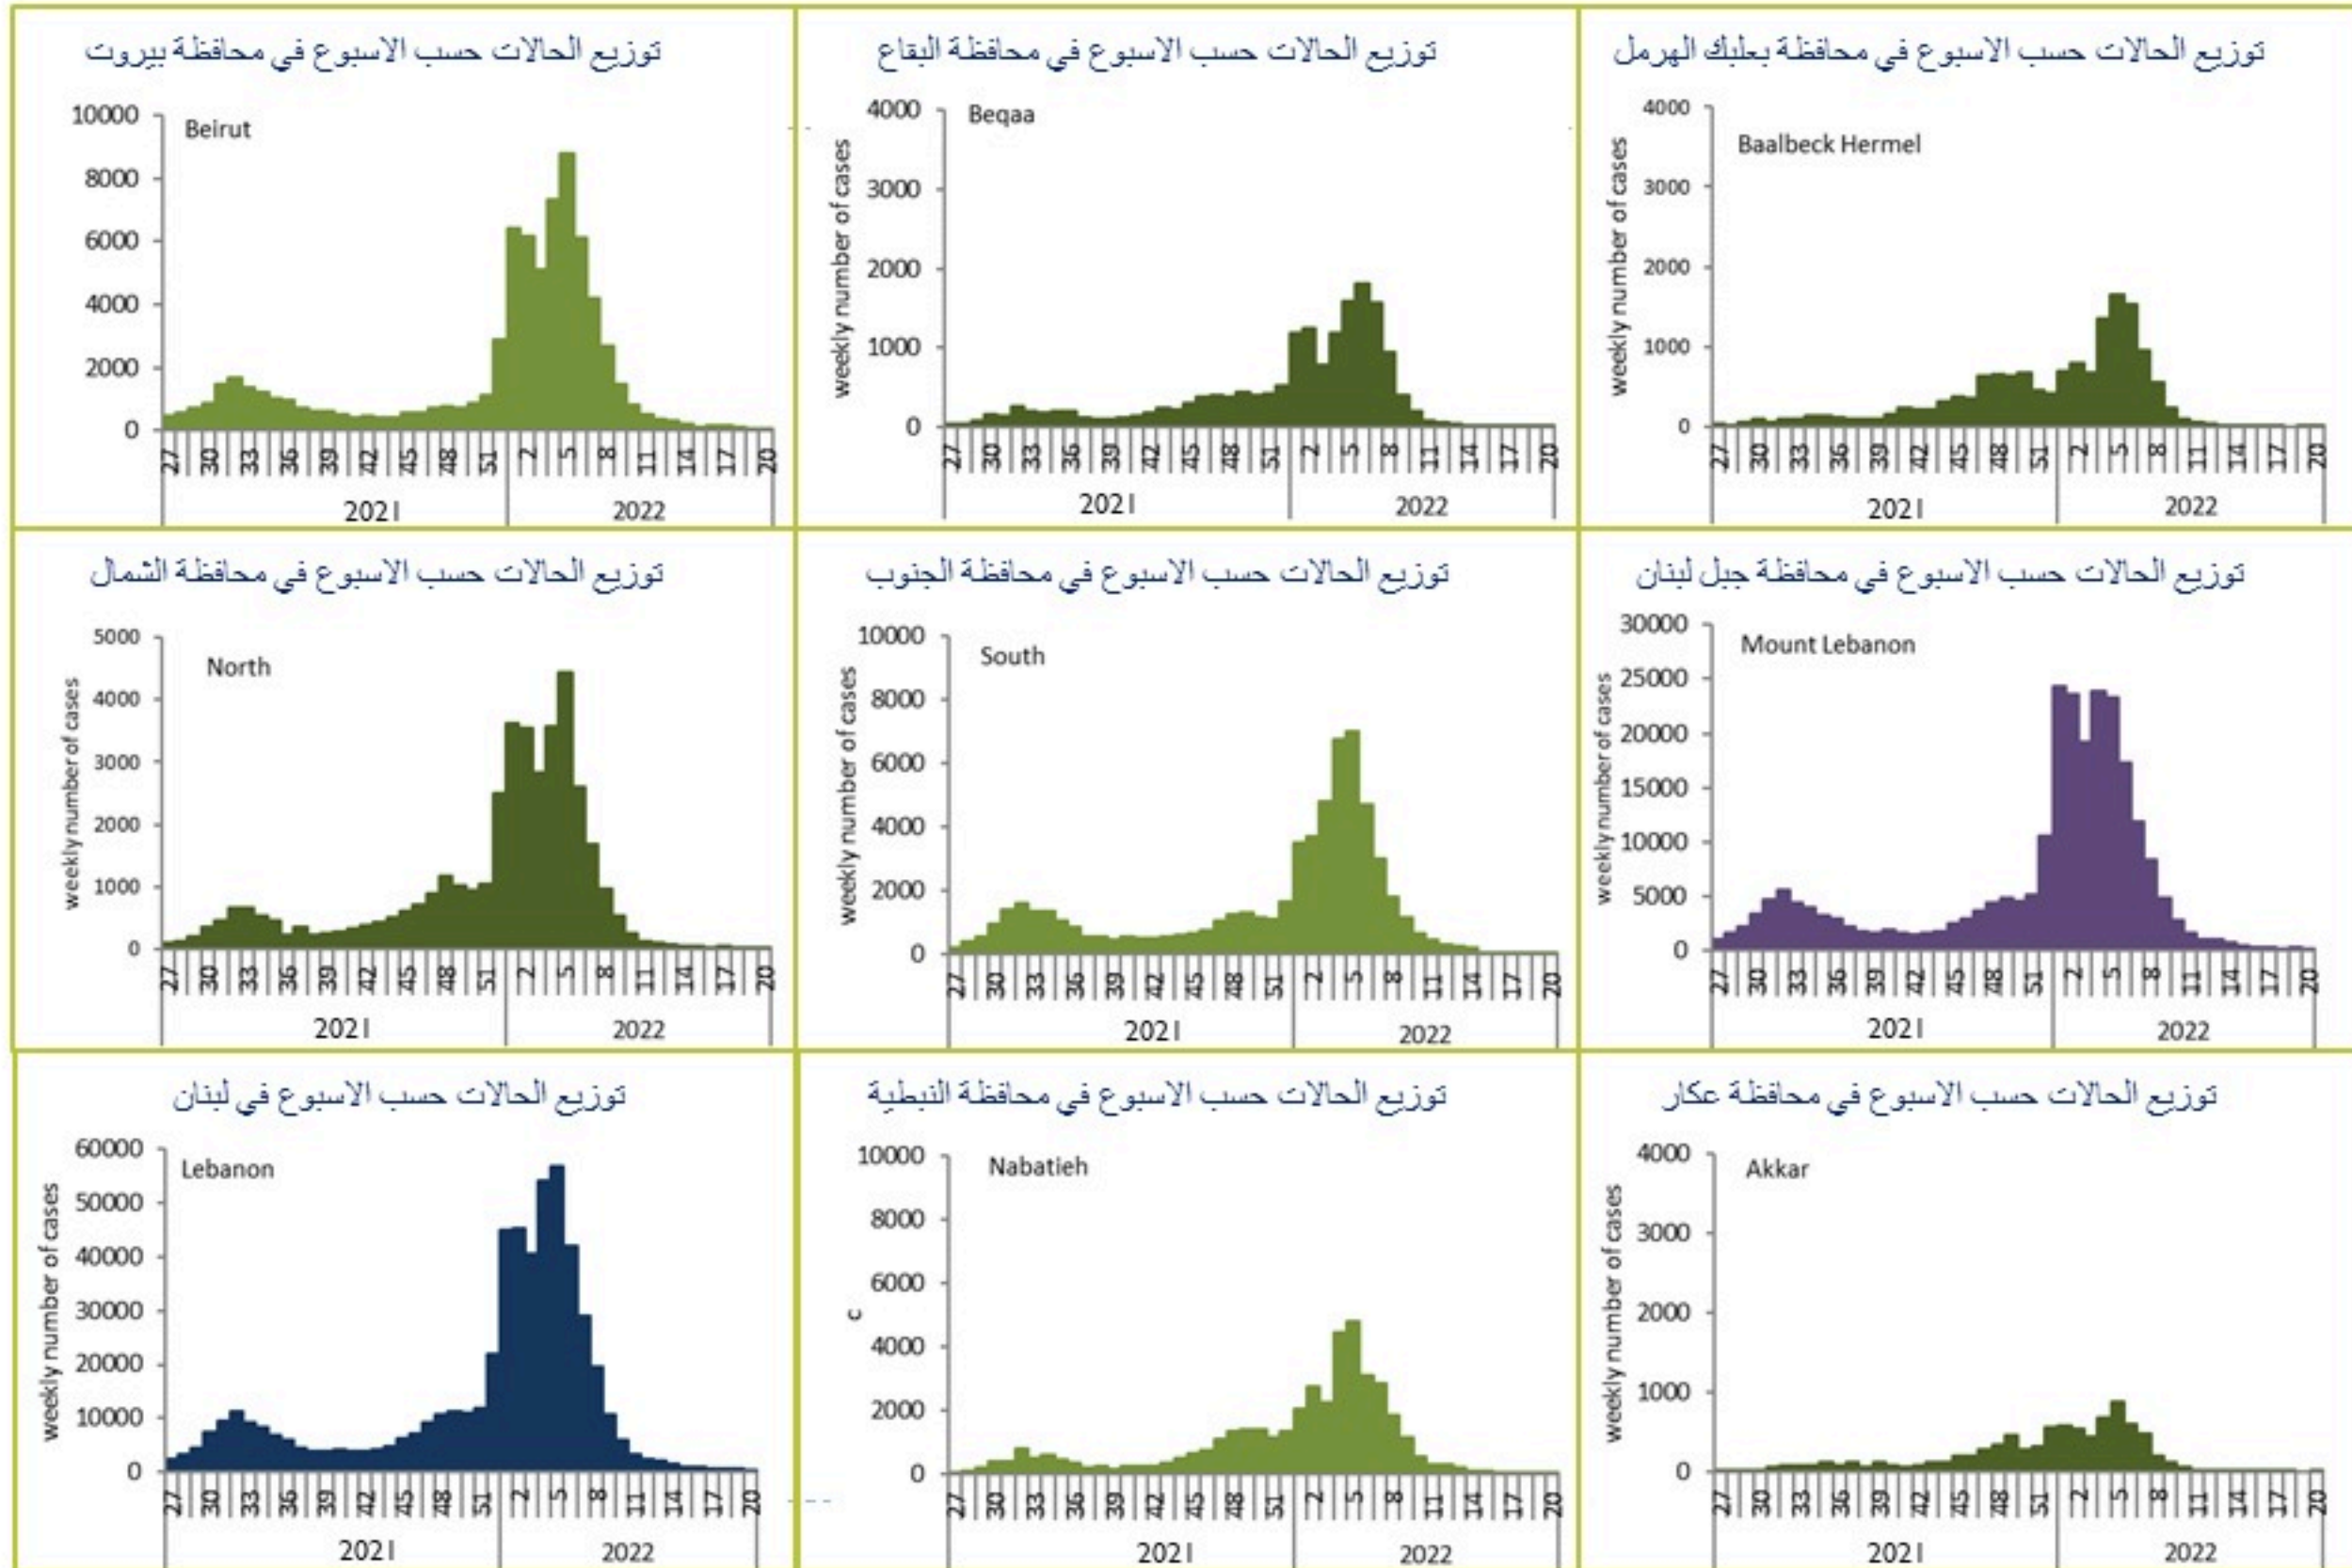 توزيع الحالات حسب الاسبوع في محافظة بيروت
Beirut
10000
8000
6000
4000
2000
0
27 30 33 36 39 42 45 48 51 2 5 8 11 14 17 20
2021 2022
توزيع الحالات حسب الاسبوع في محافظة البقاع
Beqaa
weekly number of cases
4000
3000
2000
1000
0
27 30 33 36 39 42 45 48 51 2 5 8 11 14 17 20
2021 2022
توزيع الحالات حسب الاسبوع في محافظة بعلبك الهرمل
Baalbeck Hermel
weekly number of cases
4000
3000
2000
1000
0
27 30 33 36 39 42 45 48 51 2 5 8 11 14 17 20
2021 2022
توزيع الحالات حسب الاسبوع في محافظة الشمال
North
weekly number of cases
5000
4000
3000
2000
1000
0
27 30 33 36 39 42 45 48 51 2 5 8 11 14 17 20
2021 2022
توزيع الحالات حسب الاسبوع في محافظة الجنوب
South
weekly number of cases
10000
8000
6000
4000
2000
0
27 30 33 36 39 42 45 48 51 2 5 8 11 14 17 20
2021 2022
توزيع الحالات حسب الاسبوع في محافظة جبل لبنان
Mount Lebanon
weekly number of cases
30000
25000
20000
15000
10000
5000
0
27 30 33 36 39 42 45 48 51 2 5 8 11 14 17 20
2021 2022
توزيع الحالات حسب الاسبوع في لبنان
Lebanon
weekly number of cases
60000
50000
40000
30000
20000
10000
0
27 30 33 36 39 42 45 48 51 2 5 8 11 14 17 20
2021 2022
توزيع الحالات حسب الاسبوع في محافظة النبطية
Nabatieh
c
10000
8000
6000
4000
2000
0
27 30 33 36 39 42 45 48 51 2 5 8 11 14 17 20
2021 2022
توزيع الحالات حسب الاسبوع في محافظة عكار
Akkar
weekly number of cases
4000
3000
2000
1000
0
27 30 33 36 39 42 45 48 51 2 5 8 11 14 17 20
2021 2022